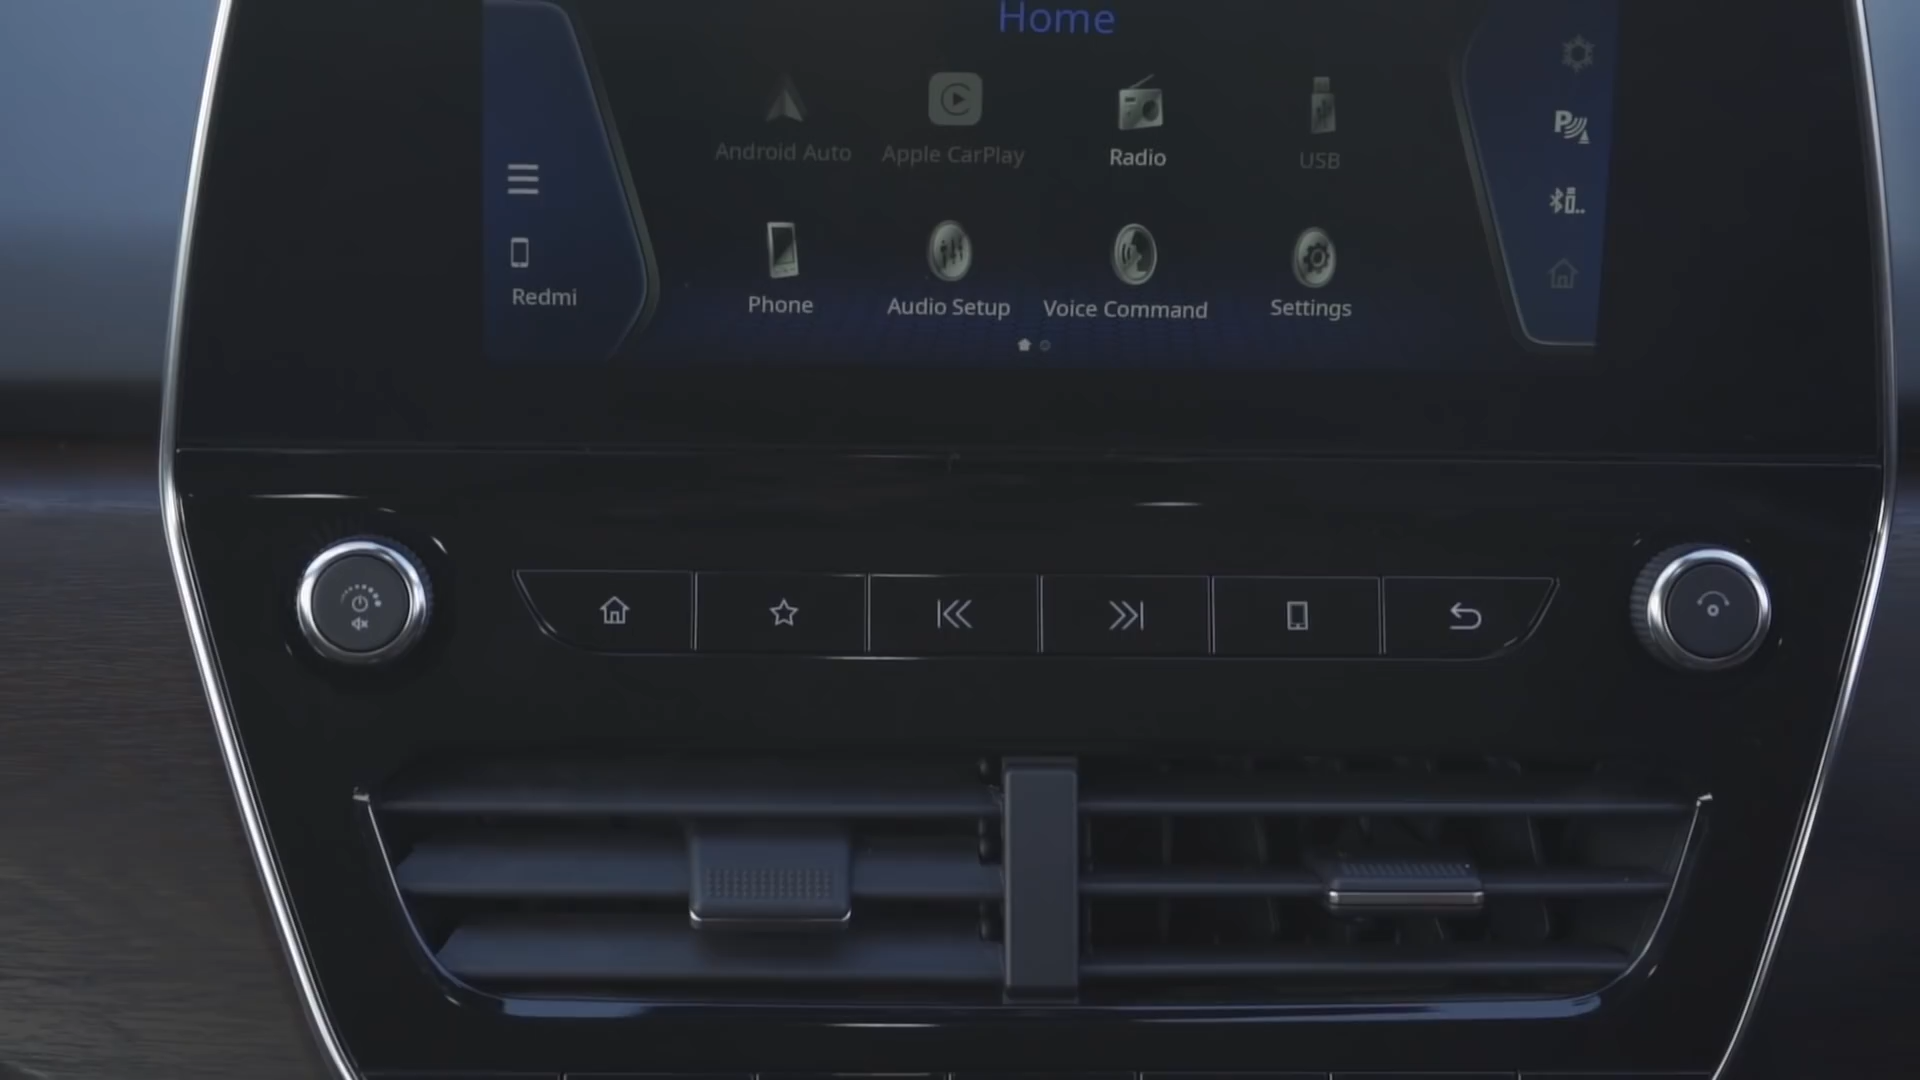 Home
Android Auto
Apple CarPlay
Radio
USB
Redmi
Phone
Audio Setup
Voice Command
Settings
P